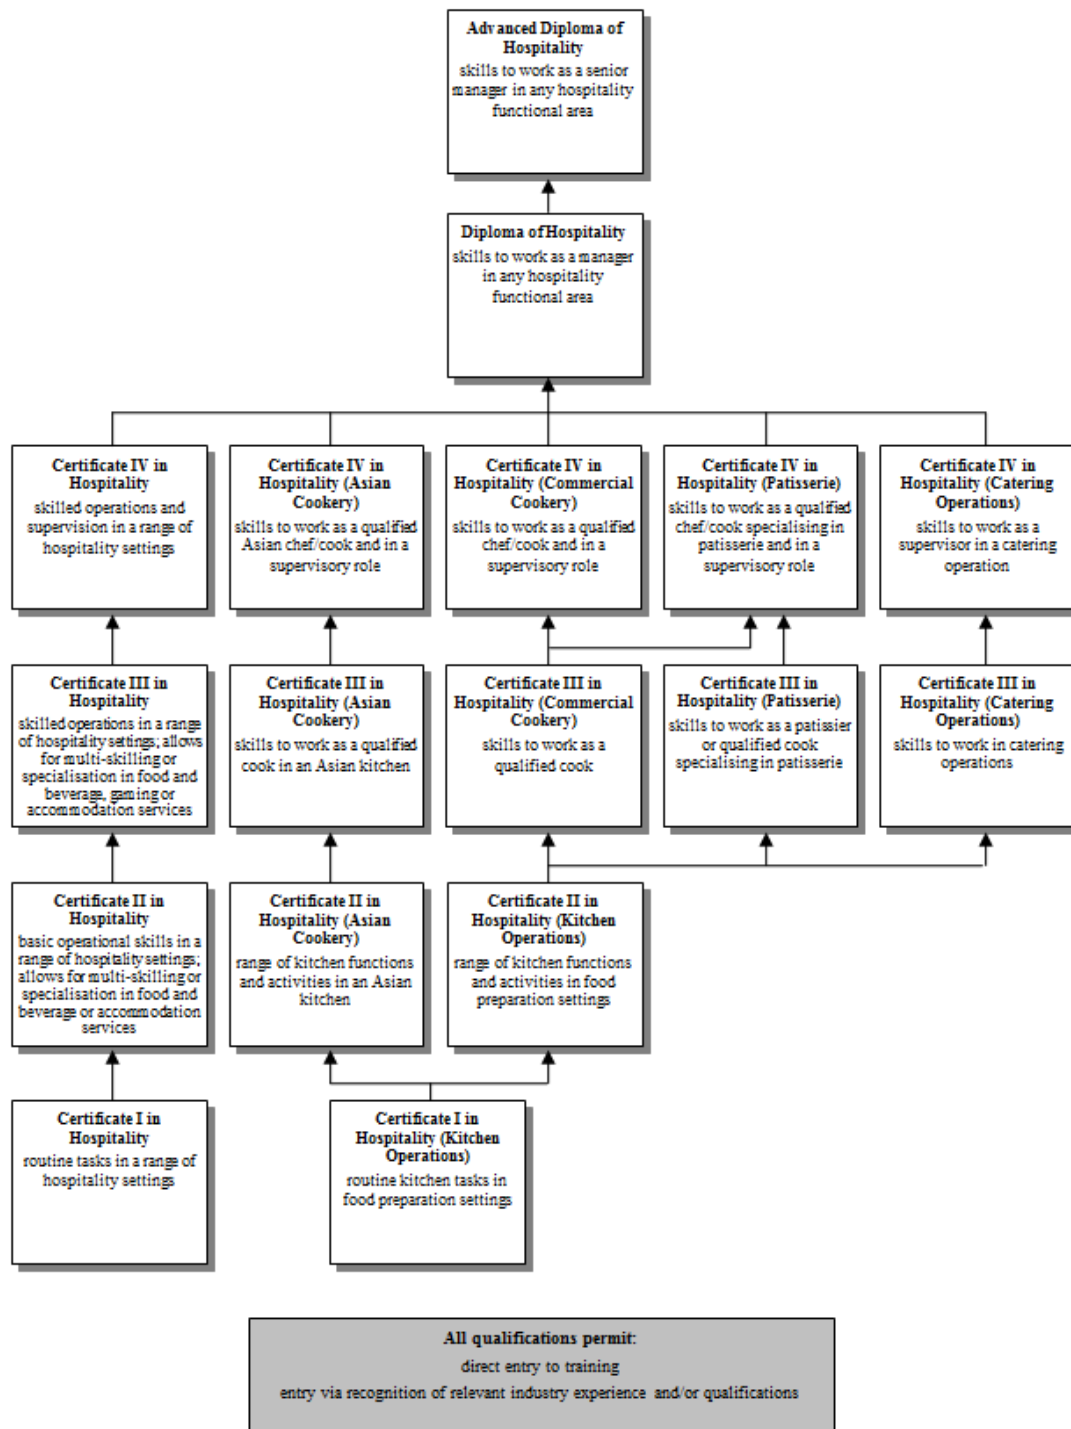 Advanced Diploma of
Hospitality
skills to work as a senior
manager in any hospitality
functional area
Diploma of Hospitality
skills to work as a manager
in any hospitality
functional area
Certificate IV in
Hospitality
skilled operations and
supervision in a range of
hospitality settings
Certificate IV in
Hospitality (Asian
Cookery)
skills to work as a qualified
Asian chef/cook and in a
supervisory role
Certificate IV in
Hospitality (Commercial
Cookery)
skills to work as a qualified
chef/cook and in a
supervisory role
Certificate IV in
Hospitality (Patisserie)
skills to work as a qualified
chef/cook specialising in
patisserie and in a
supervisory role
Certificate IV in
Hospitality (Catering
Operations)
skills to work as a
supervisor in a catering
operation
Certificate III in
Hospitality
skilled operations in a range
of hospitality settings; allows
for multi-skilling or
specialisation in food and
beverage, gaming or
accommodation services
Certificate III in
Hospitality (Asian
Cookery)
skills to work as a qualified
cook in an Asian kitchen
Certificate III in
Hospitality (Commercial
Cookery)
skills to work as a
qualified cook
Certificate III in
Hospitality (Patisserie)
skills to work as a patissier
or qualified cook
specialising in patisserie
Certificate III in
Hospitality (Catering
Operations)
skills to work in catering
operations
Certificate II in
Hospitality
basic operational skills in a
range of hospitality settings;
allows for multi-skilling or
specialisation in food and
beverage or accommodation
services
Certificate II in
Hospitality (Asian
Cookery)
range of kitchen functions
and activities in an Asian
kitchen
Certificate II in
Hospitality (Kitchen
Operations)
range of kitchen functions
and activities in food
preparation settings
Certificate I in
Hospitality
routine tasks in a range of
hospitality settings
Certificate I in
Hospitality (Kitchen
Operations)
routine kitchen tasks in
food preparation settings
All qualifications permit:
direct entry to training
entry via recognition of relevant industry experience and/or qualifications